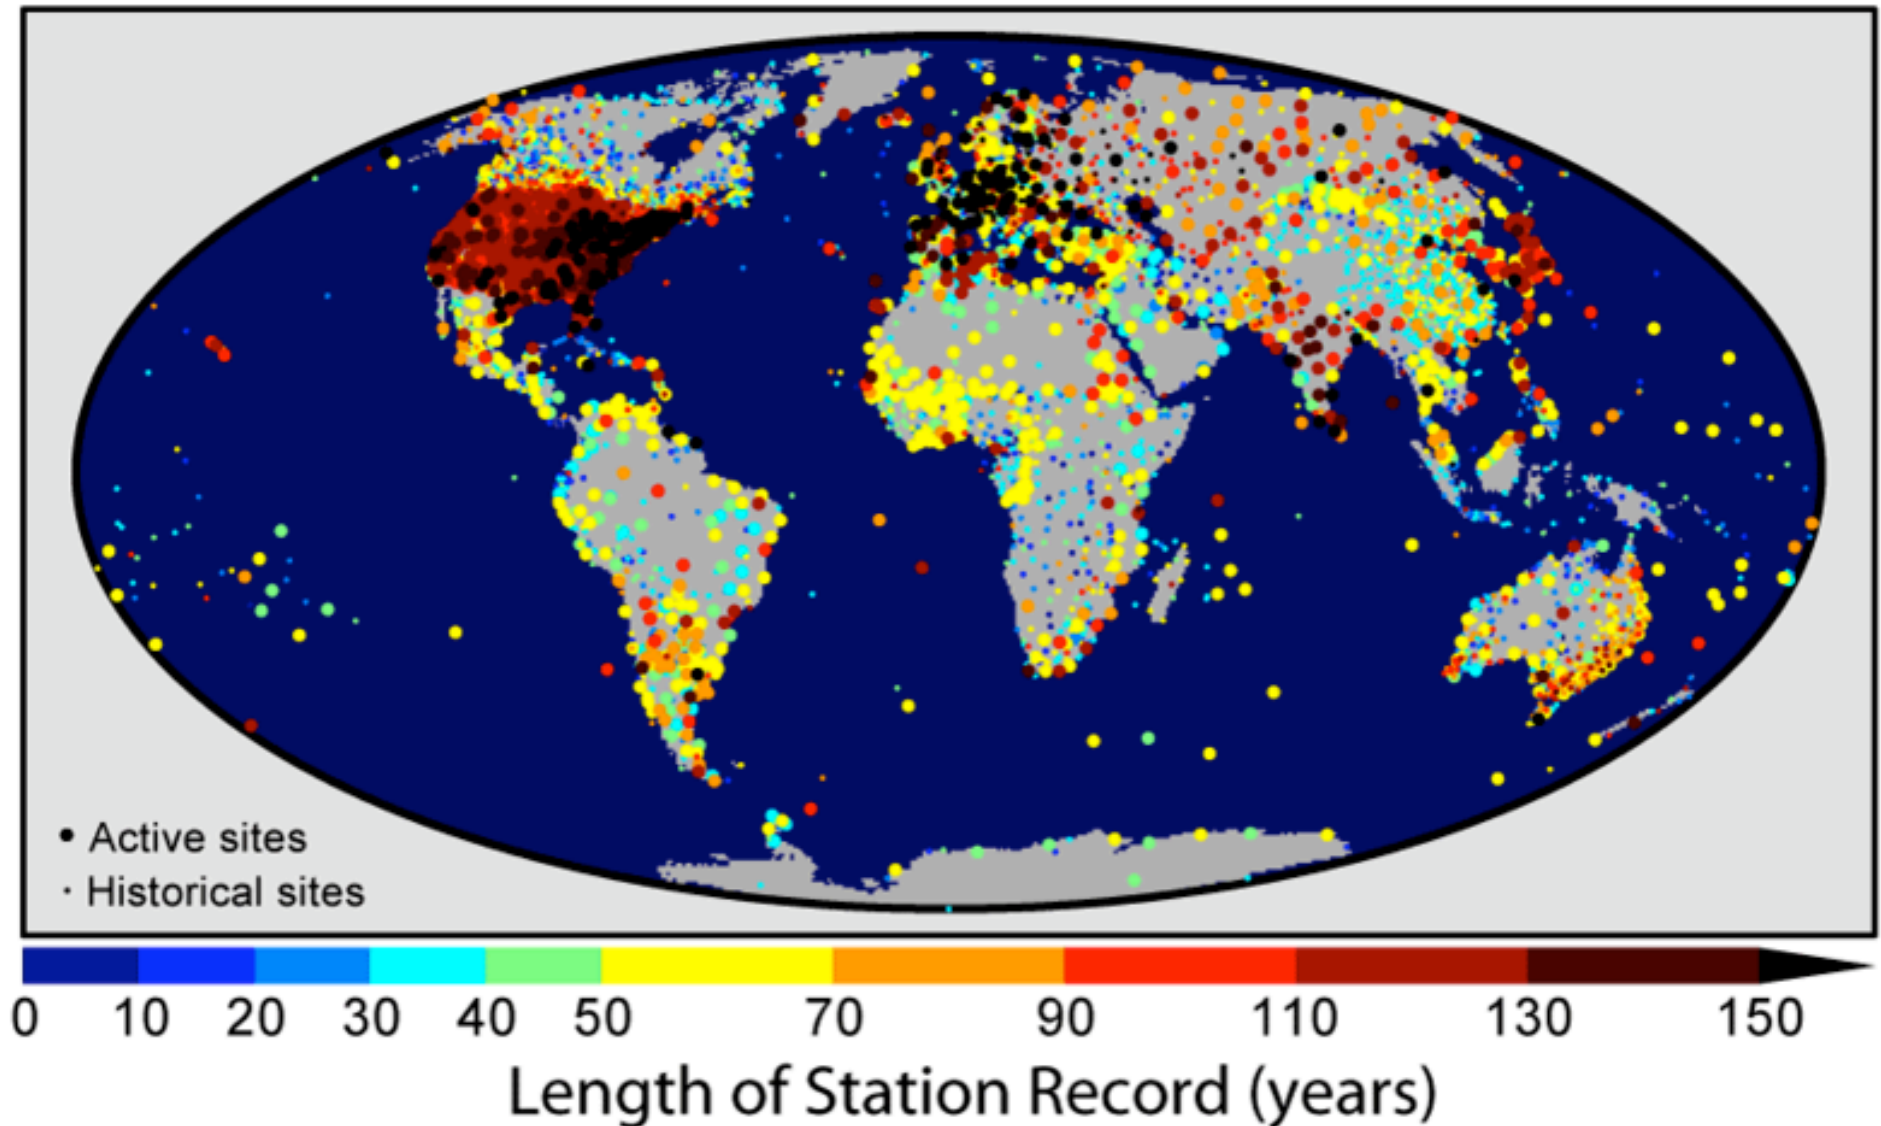 Active sites
Historical sites
0 10 20 30 40 50 70 90 110 130 150
Length of Station Record (years)